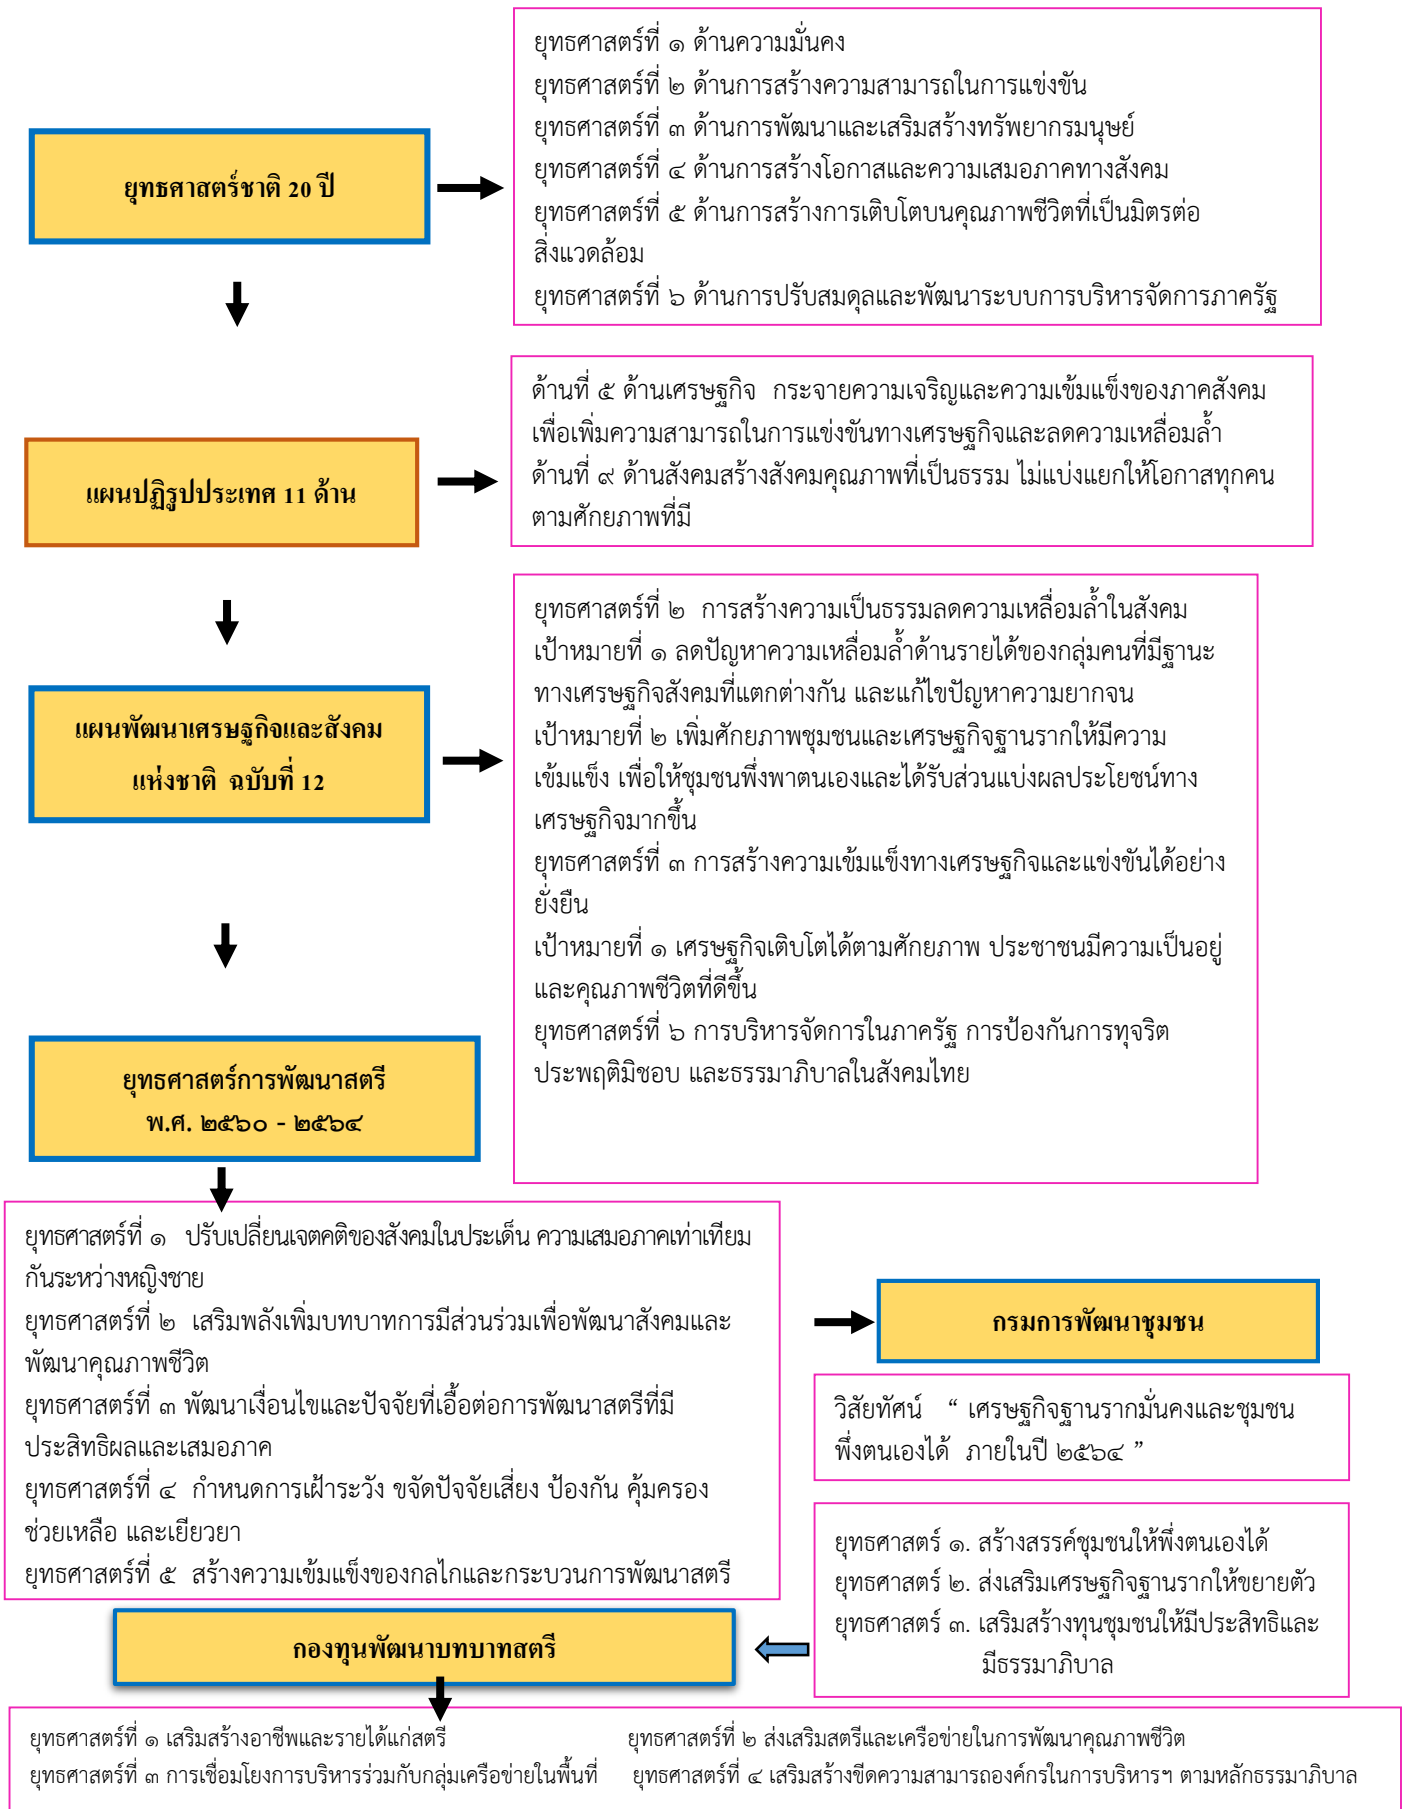 ยุทธศาสตร์ชาติ 20 ปี
ยุทธศาสตร์ที่ ๑ ด้านความมั่นคง
ยุทธศาสตร์ที่ ๒ ด้านการสร้างความสามารถในการแข่งขัน
ยุทธศาสตร์ที่ ๓ ด้านการพัฒนาและเสริมสร้างทรัพยากรมนุษย์
ยุทธศาสตร์ที่ ๔ ด้านการสร้างโอกาสและความเสมอภาคทางสังคม
ยุทธศาสตร์ที่ ๕ ด้านการสร้างการเติบโตบนคุณภาพชีวิตที่เป็นมิตรต่อ
สิ่งแวดล้อม
ยุทธศาสตร์ที่ ๖ ด้านการปรับสมดุลและพัฒนาระบบการบริหารจัดการภาครัฐ
แผนปฏิรูปประเทศ 11 ด้าน
ด้านที่ ๕ ด้านเศรษฐกิจ กระจายความเจริญและความเข้มแข็งของภาคสังคม
เพื่อเพิ่มความสามารถในการแข่งขันทางเศรษฐกิจและลดความเหลื่อมล้ำ
ด้านที่ ๙ ด้านสังคมสร้างสังคมคุณภาพที่เป็นธรรม ไม่แบ่งแยกให้โอกาสทุกคน
ตามศักยภาพที่มี
แผนพัฒนาเศรษฐกิจและสังคม
แห่งชาติ ฉบับที่ 12
ยุทธศาสตร์ที่ ๒ การสร้างความเป็นธรรมลดความเหลื่อมล้ำในสังคม
เป้าหมายที่ ๑ ลดปัญหาความเหลื่อมล้ำด้านรายได้ของกลุ่มคนที่มีฐานะ
ทางเศรษฐกิจสังคมที่แตกต่างกัน และแก้ไขปัญหาความยากจน
เป้าหมายที่ ๒ เพิ่มศักยภาพชุมชนและเศรษฐกิจฐานรากให้มีความ
เข้มแข็ง เพื่อให้ชุมชนพึ่งพาตนเองและได้รับส่วนแบ่งผลประโยชน์ทาง
เศรษฐกิจมากขึ้น
ยุทธศาสตร์ที่ ๓ การสร้างความเข้มแข็งทางเศรษฐกิจและแข่งขันได้อย่าง
ยั่งยืน
เป้าหมายที่ ๑ เศรษฐกิจเติบโตได้ตามศักยภาพ ประชาชนมีความเป็นอยู่
และคุณภาพชีวิตที่ดีขึ้น
ยุทธศาสตร์ที่ ๖ การบริหารจัดการในภาครัฐ การป้องกันการทุจริต
ประพฤติมิชอบ และธรรมาภิบาลในสังคมไทย
ยุทธศาสตร์การพัฒนาสตรี
พ.ศ. ๒๕๖๐ - ๒๕๖๔
ยุทธศาสตร์ที่ ๑ ปรับเปลี่ยนเจตคติของสังคมในประเด็น ความเสมอภาคเท่าเทียม
กันระหว่างหญิงชาย
ยุทธศาสตร์ที่ ๒ เสริมพลังเพิ่มบทบาทการมีส่วนร่วมเพื่อพัฒนาสังคมและ
พัฒนาคุณภาพชีวิต
ยุทธศาสตร์ที่ ๓ พัฒนาเงื่อนไขและปัจจัยที่เอื้อต่อการพัฒนาสตรีที่มี
ประสิทธิผลและเสมอภาค
ยุทธศาสตร์ที่ ๔ กำหนดการเฝ้าระวัง ขจัดปัจจัยเสี่ยง ป้องกัน คุ้มครอง
ช่วยเหลือ และเยียวยา
ยุทธศาสตร์ที่ ๕ สร้างความเข้มแข็งของกลไกและกระบวนการพัฒนาสตรี
กรมการพัฒนาชุมชน
วิสัยทัศน์ “ เศรษฐกิจฐานรากมั่นคงและชุมชน
พึ่งตนเองได้ ภายในปี ๒๕๖๔ ”
ยุทธศาสตร์ ๑. สร้างสรรค์ชุมชนให้พึ่งตนเองได้
ยุทธศาสตร์ ๒. ส่งเสริมเศรษฐกิจฐานรากให้ขยายตัว
ยุทธศาสตร์ ๓. เสริมสร้างทุนชุมชนให้มีประสิทธิและ
มีธรรมาภิบาล
กองทุนพัฒนาบทบาทสตรี
ยุทธศาสตร์ที่ ๑ เสริมสร้างอาชีพและรายได้แก่สตรี ยุทธศาสตร์ที่ ๒ ส่งเสริมสตรีและเครือข่ายในการพัฒนาคุณภาพชีวิต
ยุทธศาสตร์ที่ ๓ การเชื่อมโยงการบริหารร่วมกับกลุ่มเครือข่ายในพื้นที่ ยุทธศาสตร์ที่ ๔ เสริมสร้างขีดความสามารถองค์กรในการบริหารฯ ตามหลักธรรมาภิบาล